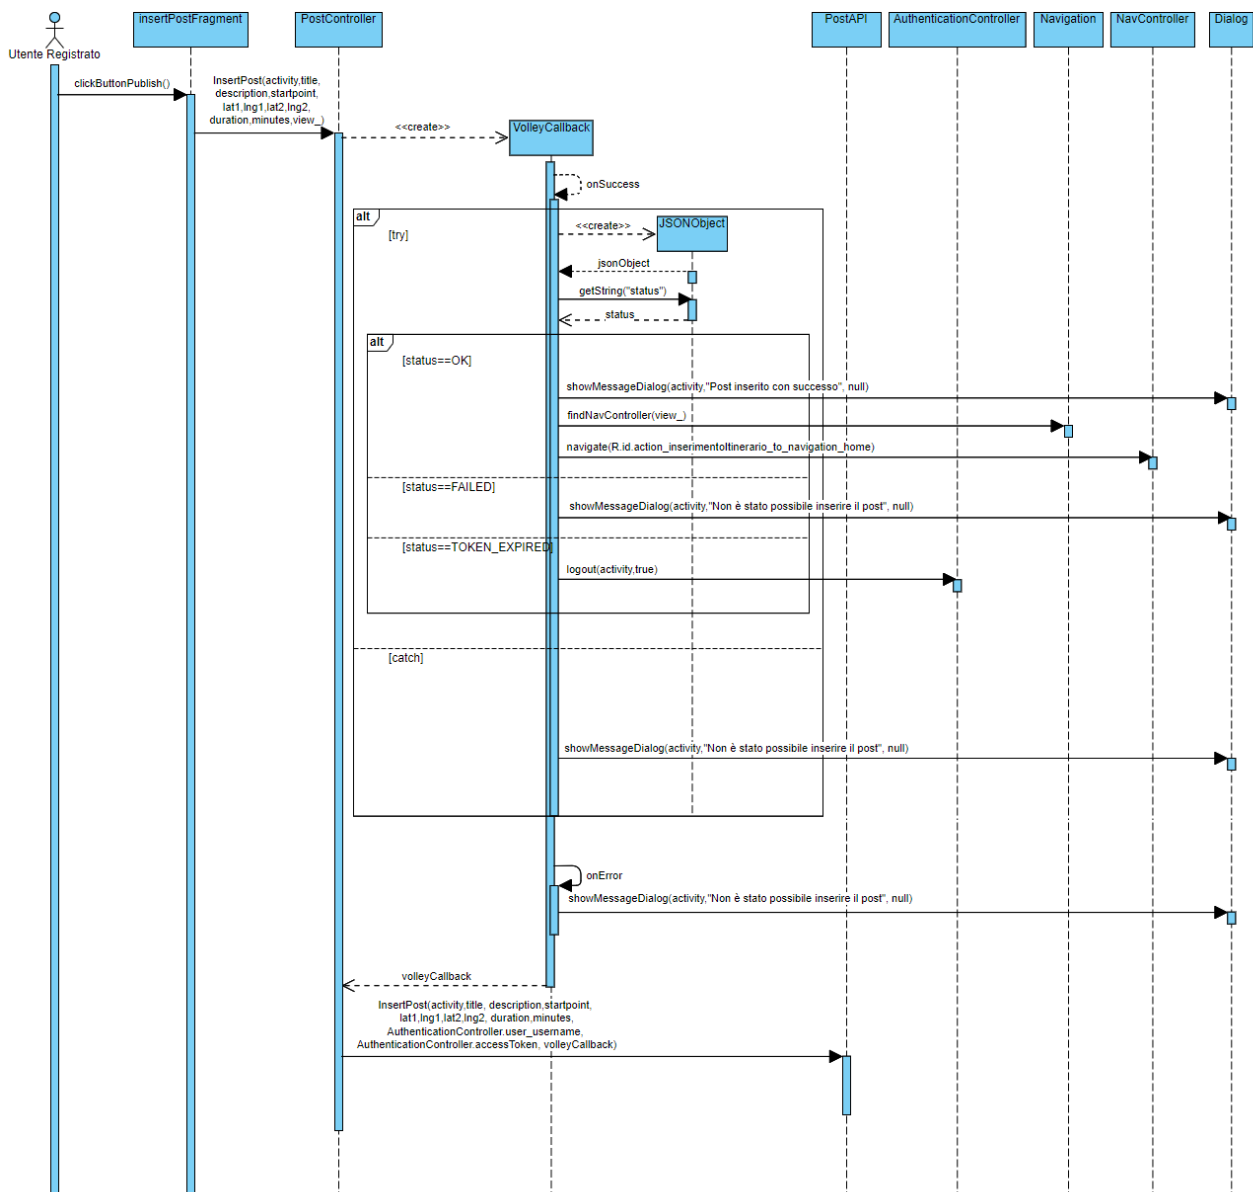 insertPostFragment
PostController
PostAPI
AuthenticationController
Navigation
NavController
Dialog
Utente Registrato
clickButtonPublish()
InsertPost(activity,title,
description,startpoint,
lat1,lng1,lat2,lng2,
duration,minutes,view_)
<<create>>
VolleyCallback
onSuccess
alt
[try]
<<create>>
JSONObject
jsonObject
getString("status")
status
alt
[status==OK]
showMessageDialog(activity,"Post inserito con successo", null)
findNavController(view_)
navigate(R.id.action_inserimentoItinerario_to_navigation_home)
[status==FAILED]
showMessageDialog(activity,"Non è stato possibile inserire il post", null)
[status==TOKEN_EXPIRED]
logout(activity,true)
[catch]
showMessageDialog(activity,"Non è stato possibile inserire il post", null)
onError
showMessageDialog(activity,"Non è stato possibile inserire il post", null)
volleyCallback
InsertPost(activity,title, description,startpoint,
lat1,lng1,lat2,lng2, duration,minutes,
AuthenticationController.user_username,
AuthenticationController.accessToken, volleyCallback)